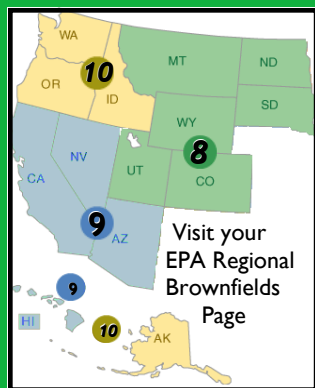 WA
MT
ND
10
OR
ID
SD
WY
8
NV
UT
CO
CA
9
AZ
Visit your
EPA Regional
Brownfields
Page
9
HI
10
AK